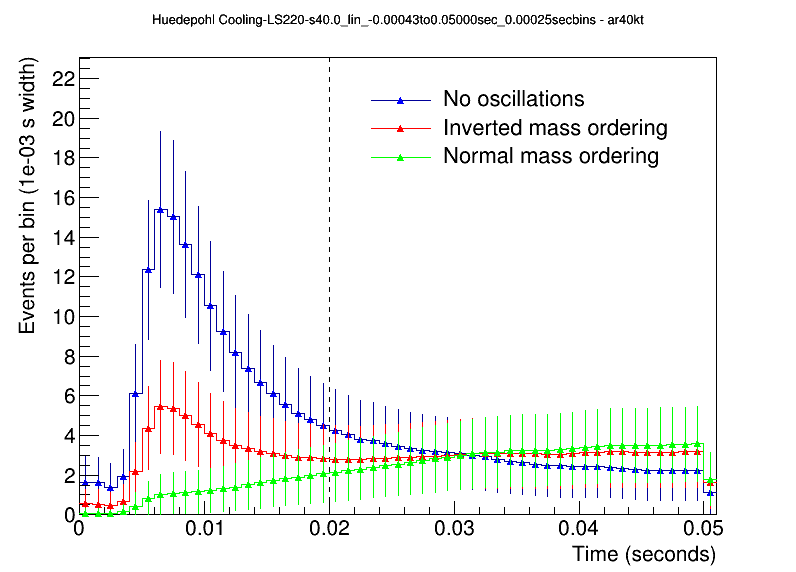 Huedepohl Cooling-LS220-s40.0_lin_-0.00043to0.05000sec_0.00025secbins - ar40kt
Events per bin (1e-03 s width)
22
20
18
16
14
12
10
8
6
4
2
0
No oscillations
Inverted mass ordering
Normal mass ordering
0 0.01 0.02 0.03 0.04 0.05
Time (seconds)